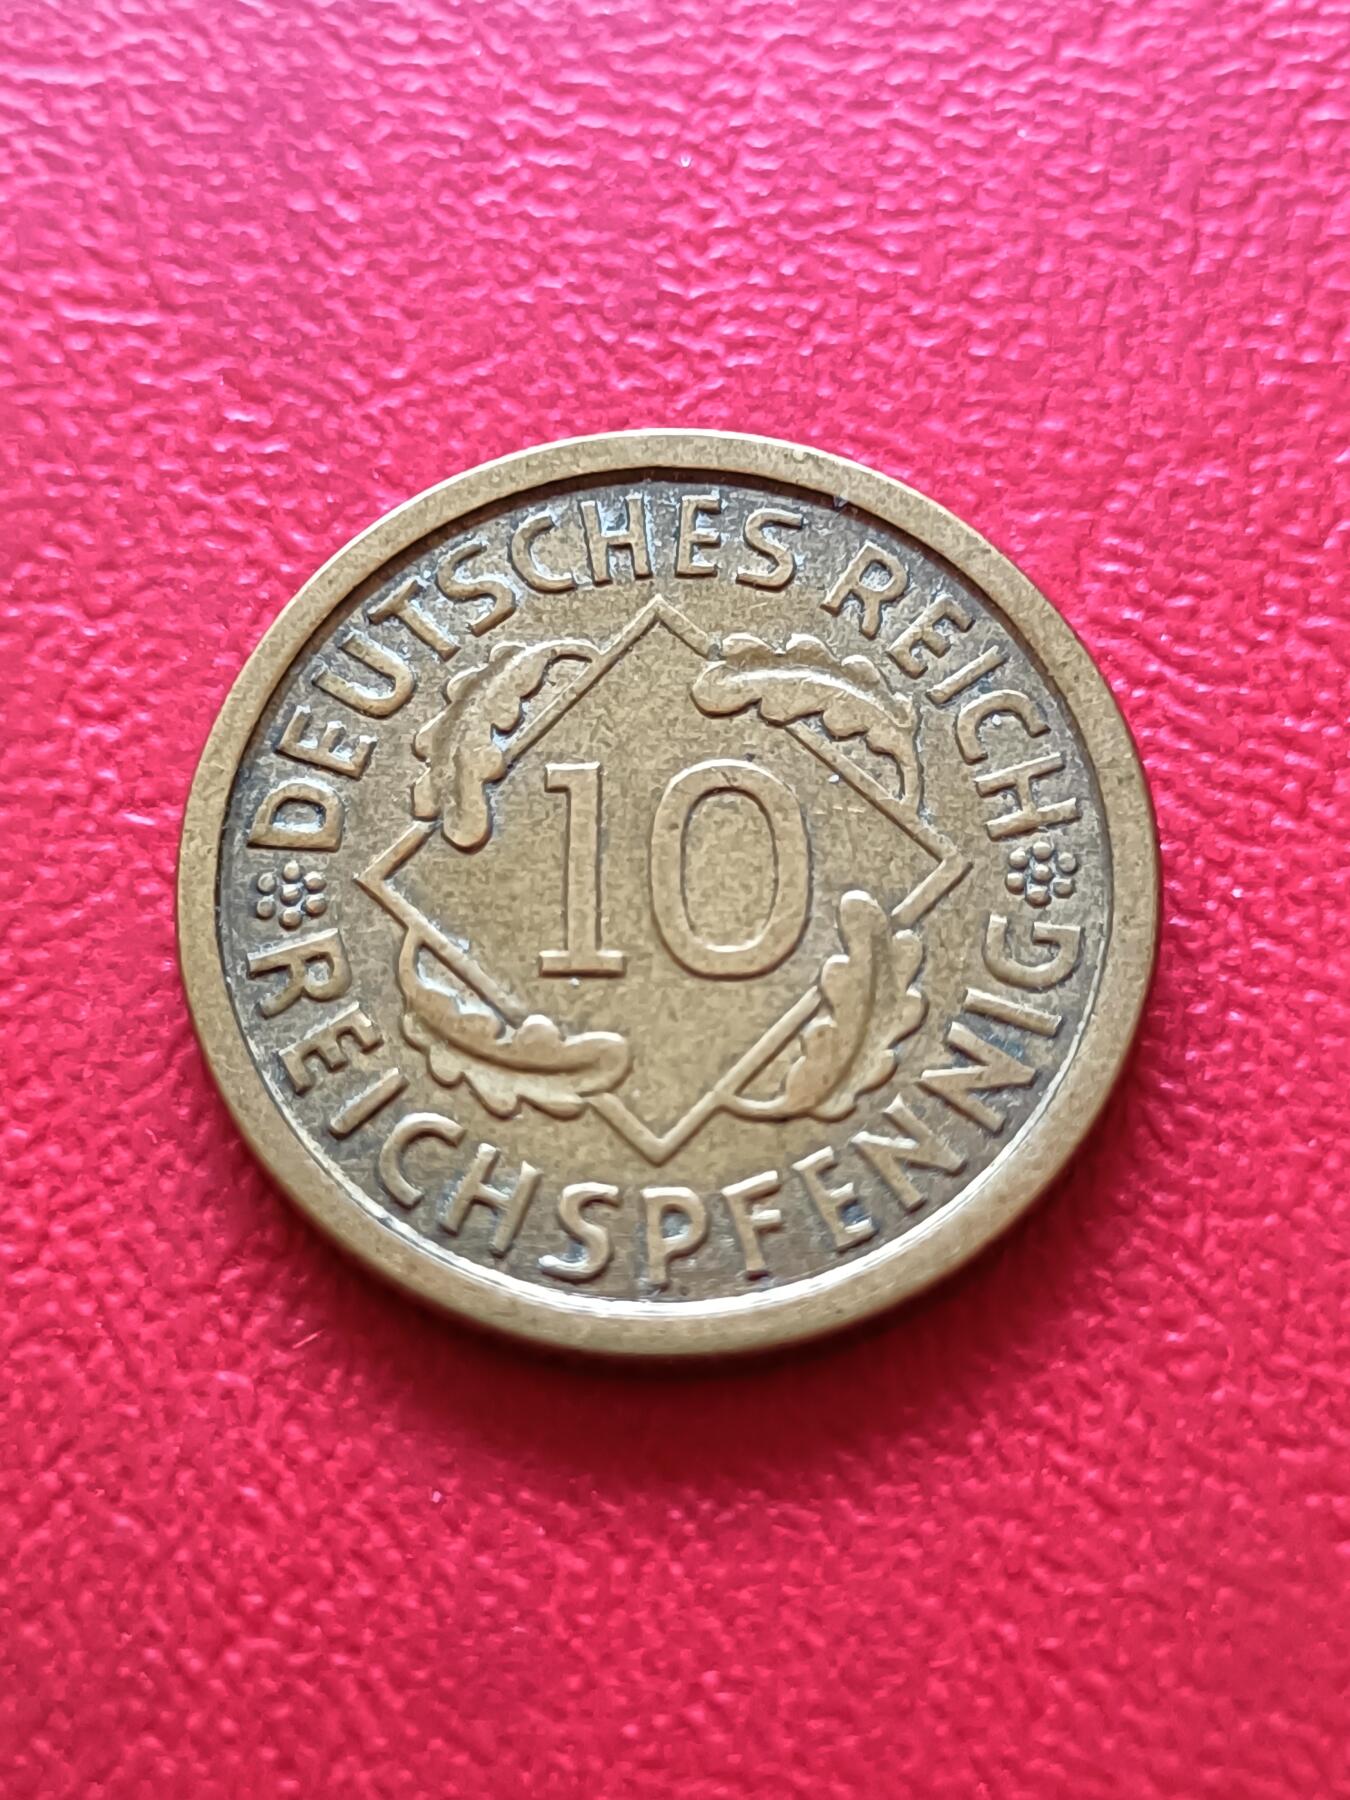 DEUTSCHES REICH
10
REICHSPFENNIG